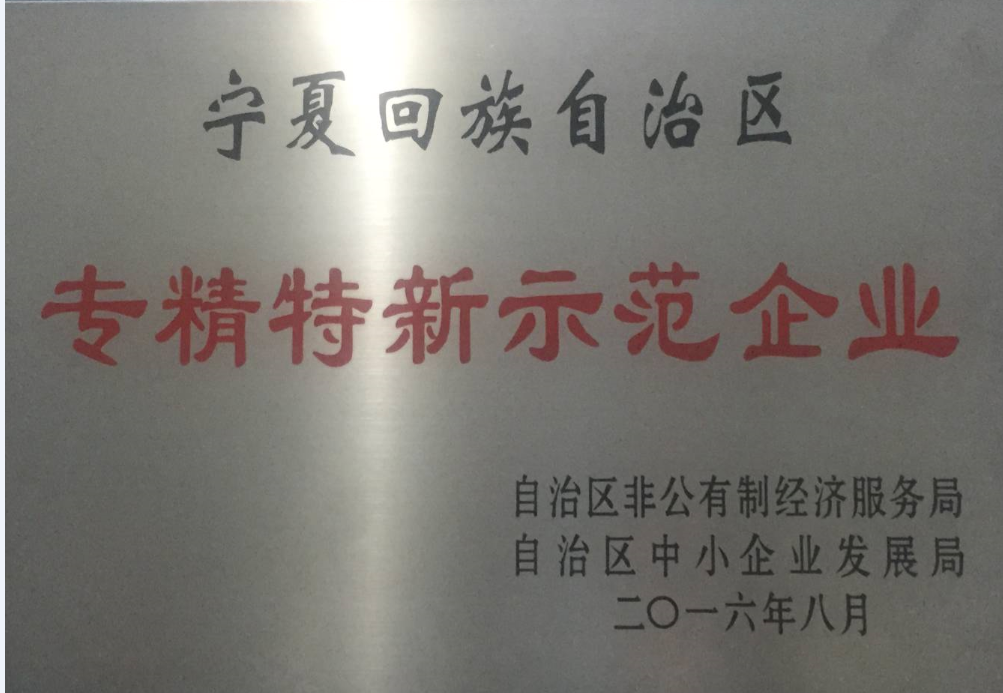 宁夏回族自治区
专精特新示范企业
自治区非公有制经济服务局
自治区中小企业发展局
二〇一六年八月